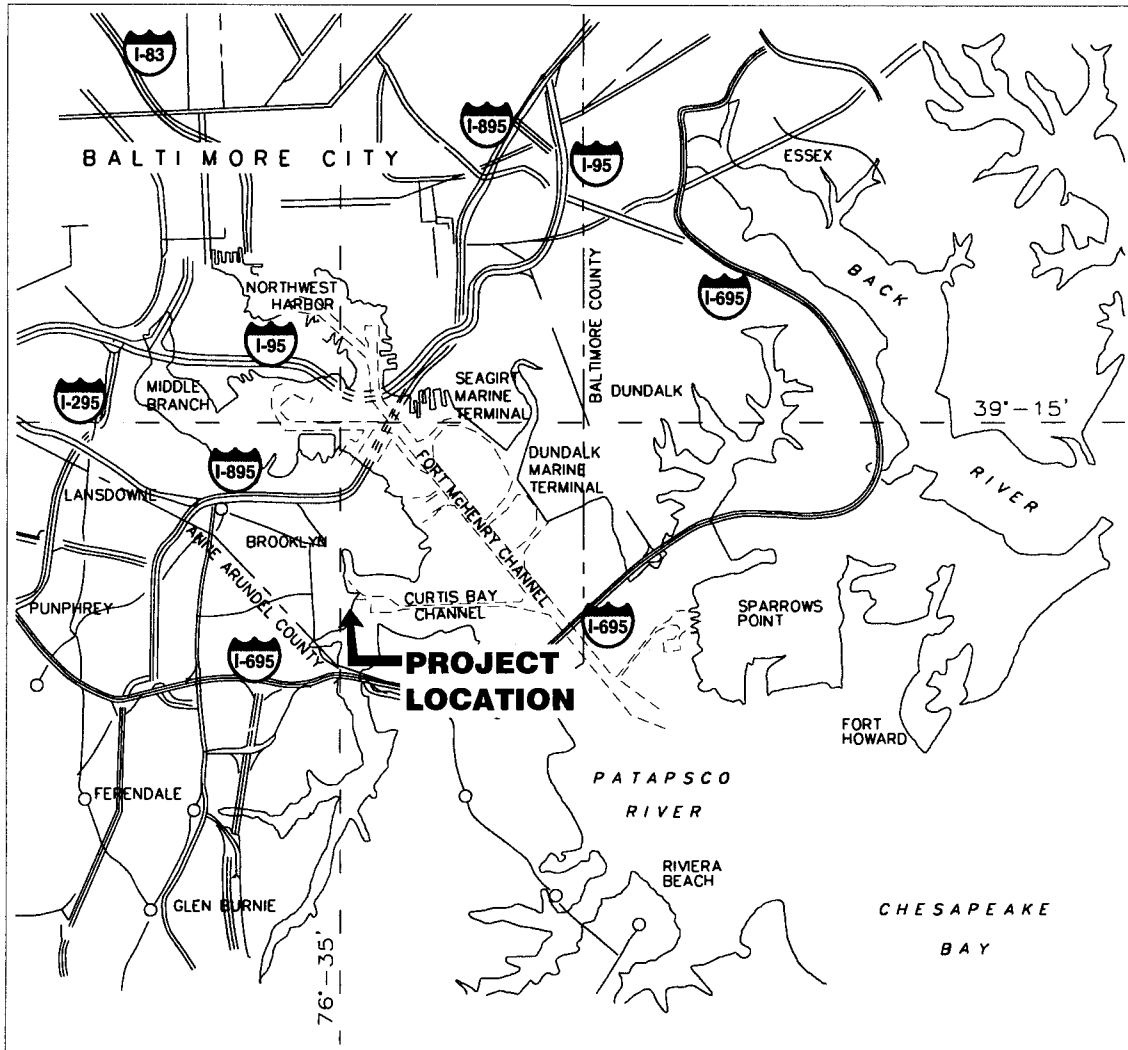 I-83
BALTIMORE CITY
I-895
I-95
ESSEX
BACK
RIVER
I-695
NORTHWEST
HARBOR
I-95
BALTIMORE COUNTY
MIDDLE
BRANCH
SEAGIRT
MARINE
TERMINAL
DUNDALK
39°-15'
I-295
I-895
DUNDALK
MARINE
TERMINAL
LANSDOWNE
BROOKLYN
FORT MCHENRY CHANNEL
ANNE ARUNDEL COUNTY
PUNPHREY
CURTIS BAY
CHANNEL
I-695
SPARROWS
POINT
I-695
PROJECT
LOCATION
FORT
HOWARD
FERENDALE
PATAPSCO
RIVER
RIVIERA
BEACH
GLEN BURNIE
CHESAPEAKE
BAY
76°-35'